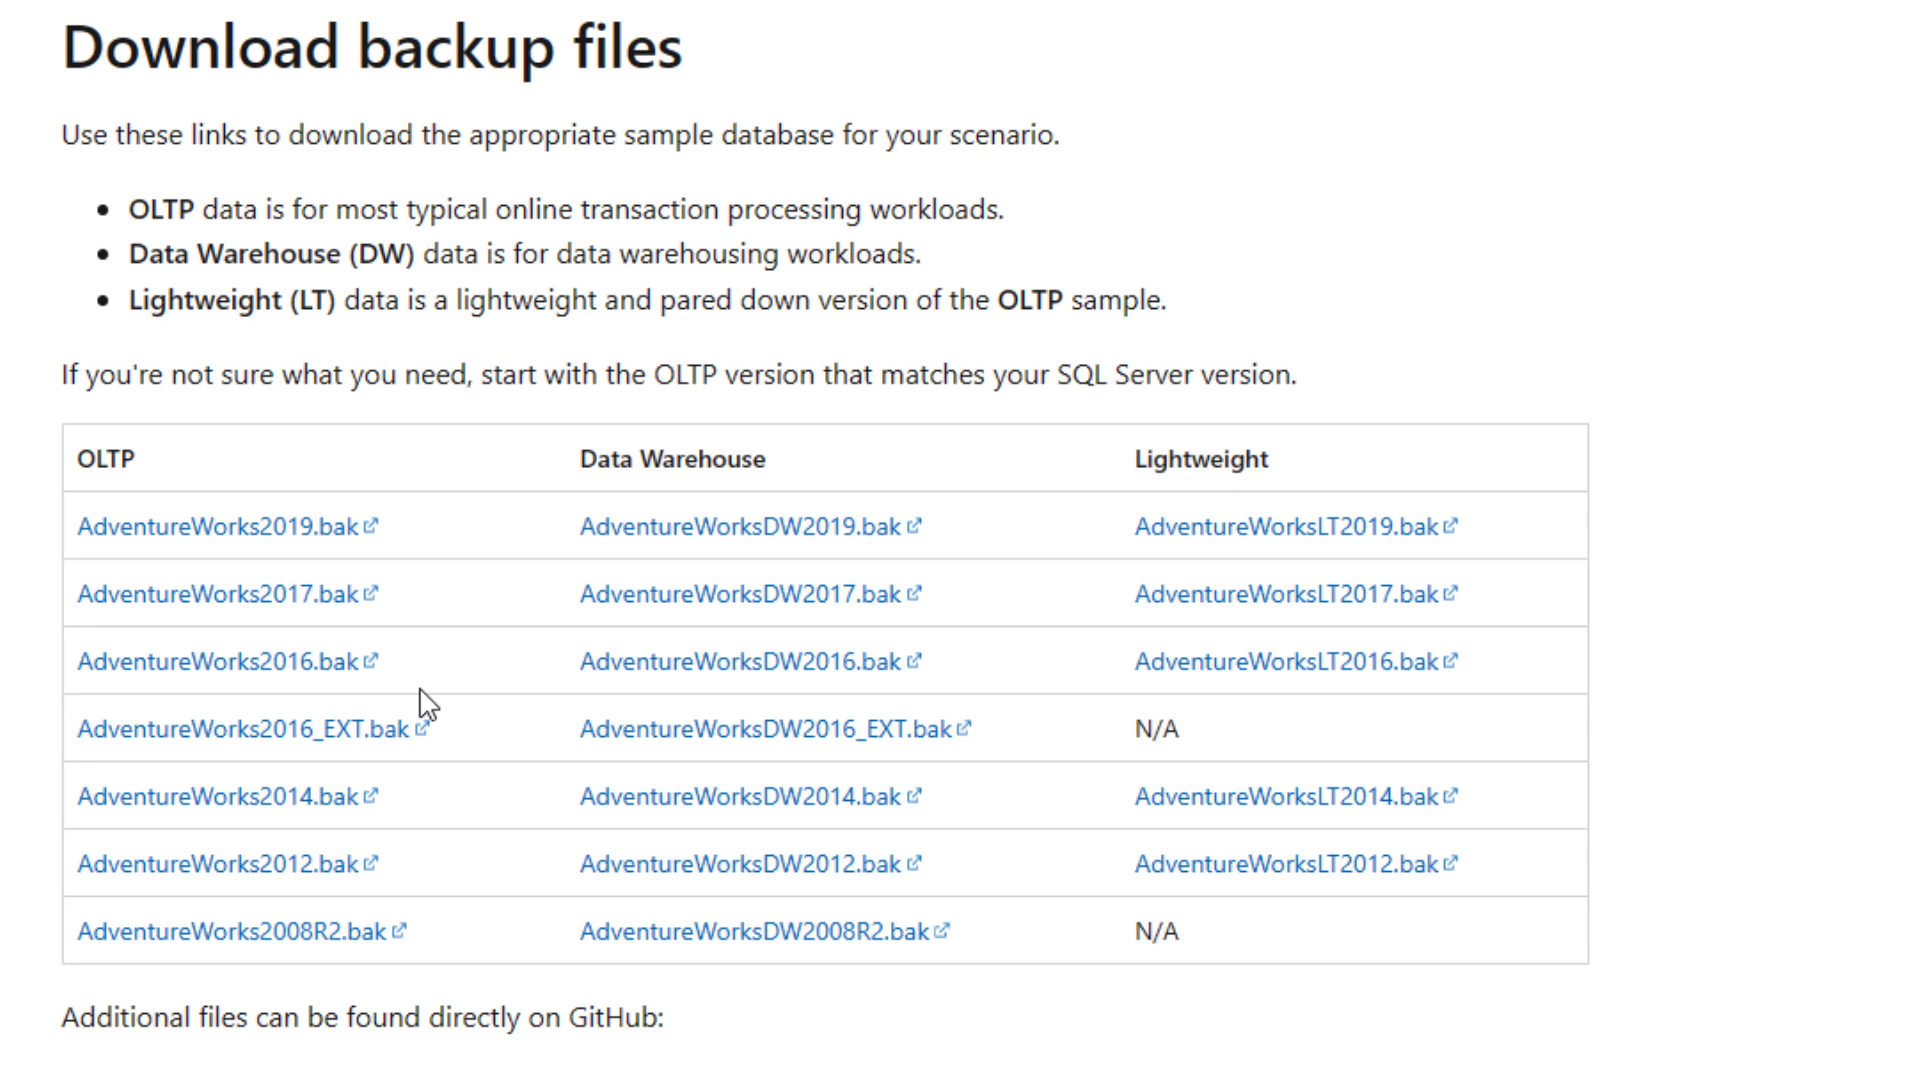 Download backup files
Use these links to download the appropriate sample database for your scenario.
• OLTP data is for most typical online transaction processing workloads.
• Data Warehouse (DW) data is for data warehousing workloads.
• Lightweight (LT) data is a lightweight and pared down version of the OLTP sample.
If you're not sure what you need, start with the OLTP version that matches your SQL Server version.
OLTP Data Warehouse Lightweight
AdventureWorks2019.bak AdventureWorksDW2019.bak AdventureWorksLT2019.bak
AdventureWorks2017.bak AdventureWorksDW2017.bak AdventureWorksLT2017.bak
AdventureWorks2016.bak AdventureWorksDW2016.bak AdventureWorksLT2016.bak
AdventureWorks2016_EXT.bak AdventureWorksDW2016_EXT.bak N/A
AdventureWorks2014.bak AdventureWorksDW2014.bak AdventureWorksLT2014.bak
AdventureWorks2012.bak AdventureWorksDW2012.bak AdventureWorksLT2012.bak
AdventureWorks2008R2.bak AdventureWorksDW2008R2.bak N/A
Additional files can be found directly on GitHub: